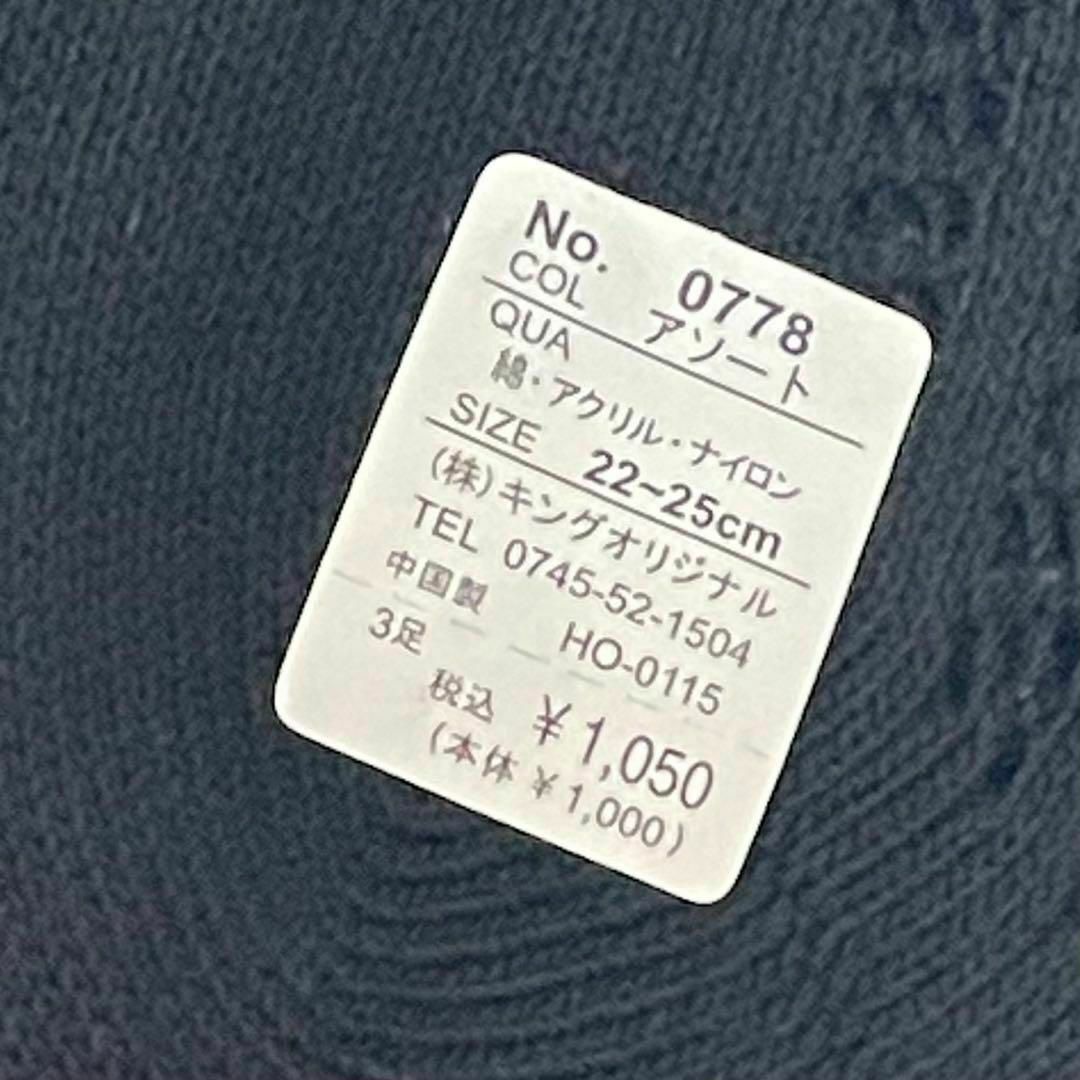 No. 0778
COL アソート
QUA
綿・アクリル・ナイロン
SIZE 22-25cm
(株)キングオリジナル
TEL 0745-52-1504
中国製 HO-0115
3足
税込 ¥1,050
(本体 ¥1,000)